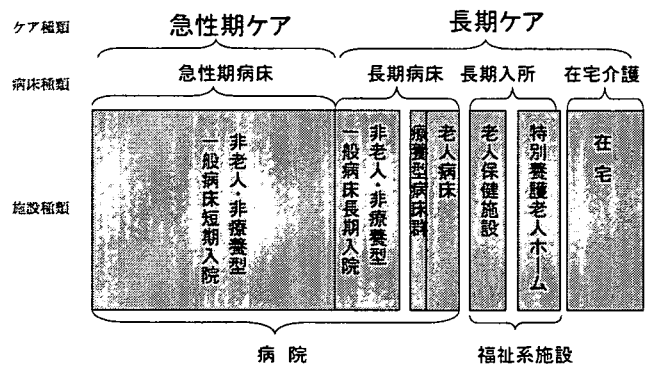 ケア種類
急性期ケア
長期ケア
病床種類
急性期病床
長期病床
長期入所
在宅介護
施設種類
非老人・非療養型
一般病床短期入院
非老人・非療養型
一般病床長期入院
療養型病床群
老人病床
老人保健施設
特別養護老人ホーム
在宅
病院
福祉系施設